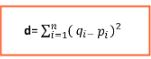 d= ∑ⁿᵢ₌₁( qᵢ₋ pᵢ)²